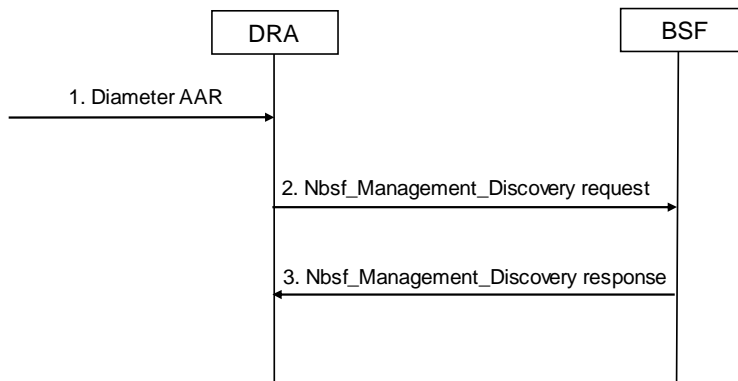 DRA
BSF
1. Diameter AAR
2. Nbsf_Management_Discovery request
3. Nbsf_Management_Discovery response